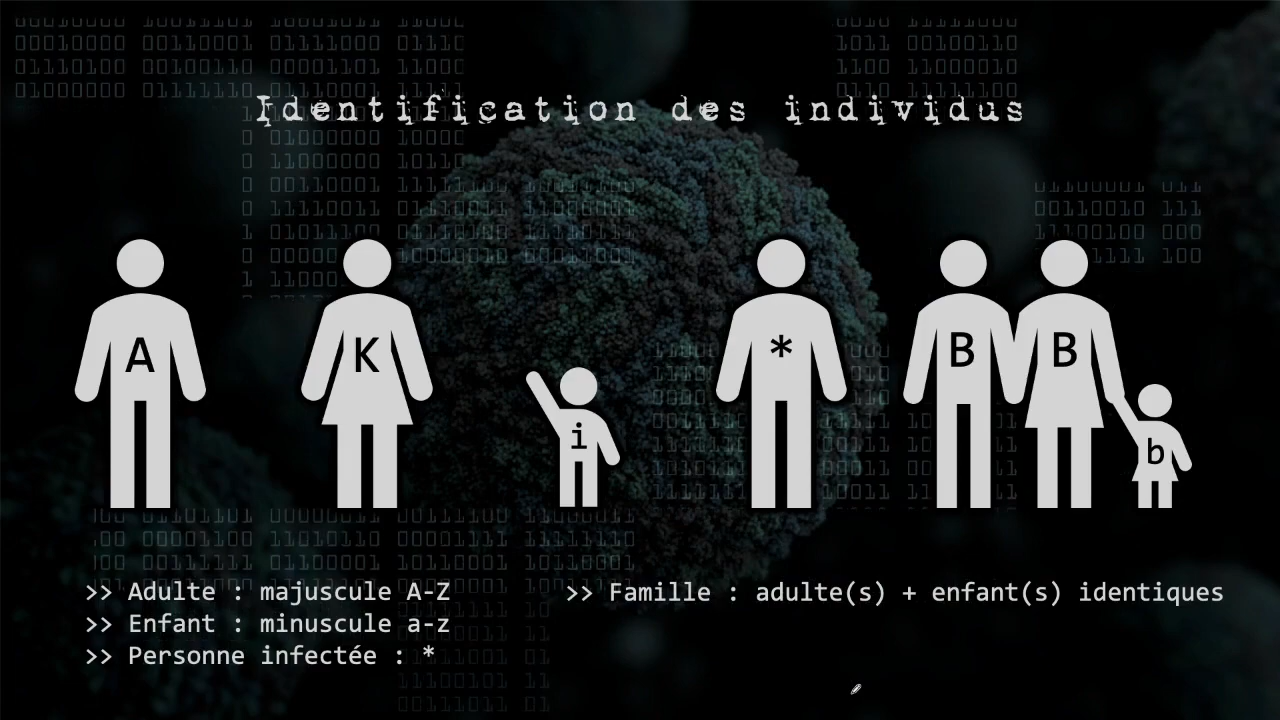 Identification des individus
A
K
i
*
B
B
b
>> Adulte : majuscule A-Z
>> Enfant : minuscule a-z
>> Personne infectée : *
>> Famille : adulte(s) + enfant(s) identiques